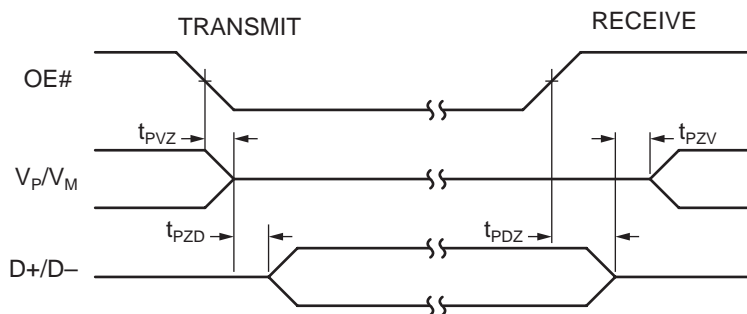 TRANSMIT
RECEIVE
OE#
tPVZ
tPZV
VP/VM
tPZD
tPDZ
D+/D–